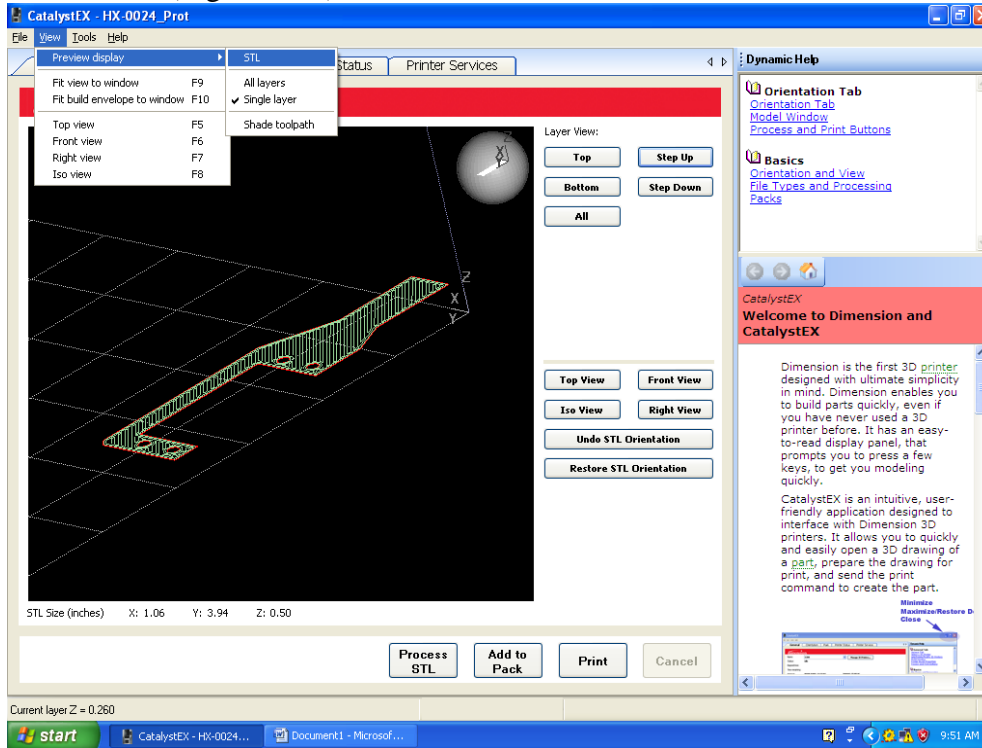 CatalystEX - HX-0024_Prot
File View Tools Help
Preview display
STL
Fit view to window F9
All layers
Fit build envelope to window F10
Single layer
Top view F5
Shade toolpath
Front view F6
Right view F7
Iso view F8
Status
Printer Services
Layer View:
Top
Step Up
Bottom
Step Down
All
Z
X
Y
Z
X
Y
Top View
Front View
Iso View
Right View
Undo STL Orientation
Restore STL Orientation
STL Size (inches) X: 1.06 Y: 3.94 Z: 0.50
Process STL
Add to Pack
Print
Cancel
Dynamic Help
Orientation Tab
Orientation Tab
Model Window
Process and Print Buttons
Basics
Orientation and View
File Types and Processing
Packs
CatalystEX
Welcome to Dimension and
CatalystEX
Dimension is the first 3D printer
designed with ultimate simplicity
in mind. Dimension enables you
to build parts quickly, even if
you have never used a 3D
printer before. It has an easy-
to-read display panel, that
prompts you to press a few
keys, to get you modeling
quickly.
CatalystEX is an intuitive, user-
friendly application designed to
interface with Dimension 3D
printers. It allows you to quickly
and easily open a 3D drawing of
a part, prepare the drawing for
print, and send the print
command to create the part.
Minimize
Maximize/Restore
Close
Current layer Z = 0.260
start
CatalystEX - HX-0024...
Document1 - Microsof...
9:51 AM